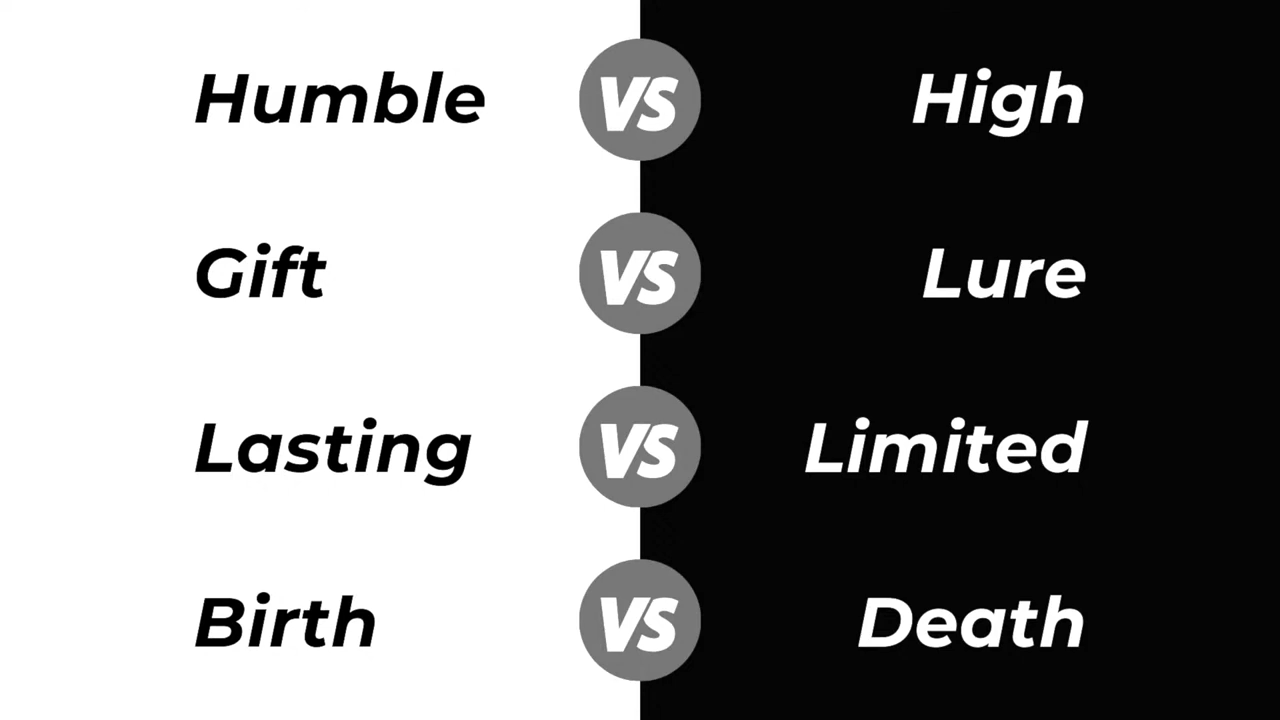 Humble VS High
Gift VS Lure
Lasting VS Limited
Birth VS Death